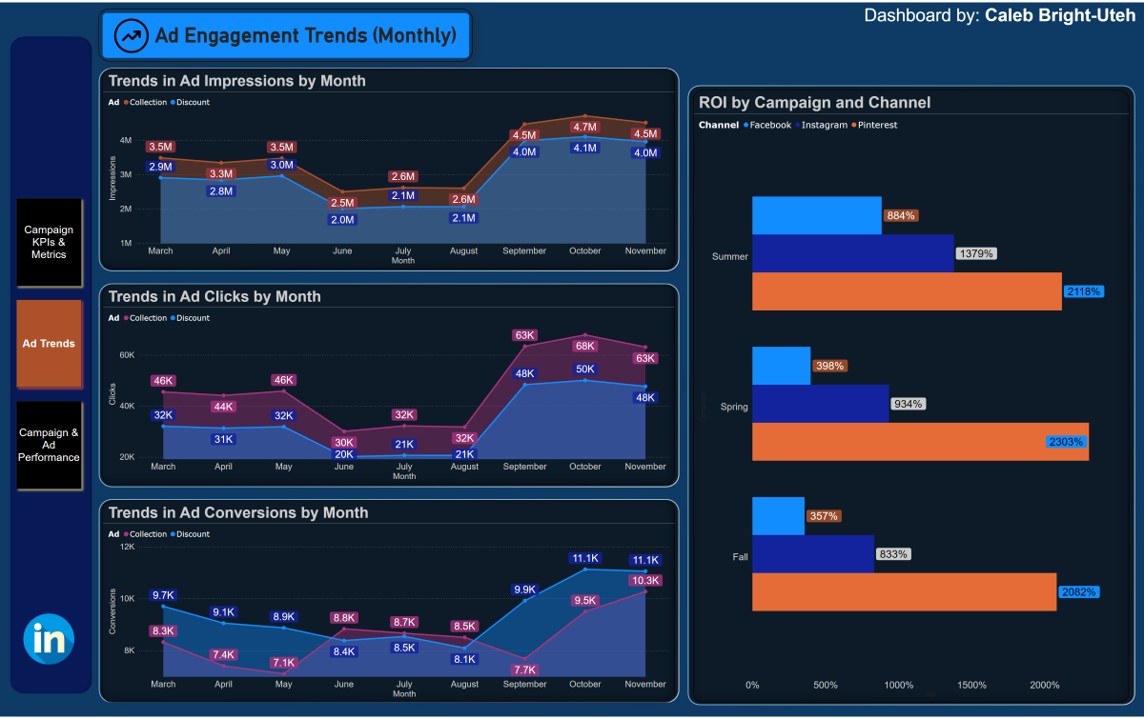 Dashboard by: Caleb Bright-Uteh
Ad Engagement Trends (Monthly)
Campaign
KPIs &
Metrics
Ad Trends
Campaign &
Ad
Performance
in
Trends in Ad Impressions by Month
Ad Collection Discount
Impressions
4M
3M
2M
1M
3.5M
3.3M
3.5M
2.5M
2.6M
2.6M
4.5M
4.7M
4.5M
2.9M
2.8M
3.0M
2.0M
2.1M
2.1M
4.0M
4.1M
4.0M
March April May June July August September October November
Month
Trends in Ad Clicks by Month
Ad Collection Discount
Clicks
60K
40K
20K
46K
44K
46K
30K
32K
32K
63K
68K
63K
32K
31K
32K
20K
21K
21K
48K
50K
48K
March April May June July August September October November
Month
Trends in Ad Conversions by Month
Ad Collection Discount
Conversions
12K
10K
8K
9.7K
9.1K
8.9K
8.4K
8.5K
8.1K
9.9K
11.1K
11.1K
8.3K
7.4K
7.1K
8.8K
8.7K
8.5K
7.7K
9.5K
10.3K
March April May June July August September October November
Month
ROI by Campaign and Channel
Channel Facebook Instagram Pinterest
Summer
884%
1379%
2118%
Spring
398%
934%
2303%
Fall
357%
833%
2082%
0% 500% 1000% 1500% 2000%